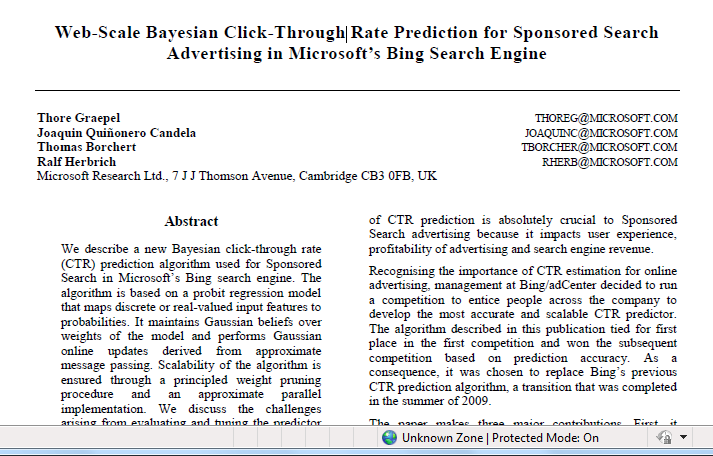 Web-Scale Bayesian Click-Through Rate Prediction for Sponsored Search
Advertising in Microsoft's Bing Search Engine
Thore Graepel THOREG@MICROSOFT.COM
Joaquin Quiñonero Candela JOAQUINC@MICROSOFT.COM
Thomas Borchert TBORCHER@MICROSOFT.COM
Ralf Herbrich RHERB@MICROSOFT.COM
Microsoft Research Ltd., 7 J J Thomson Avenue, Cambridge CB3 0FB, UK
Abstract
We describe a new Bayesian click-through rate
(CTR) prediction algorithm used for Sponsored
Search in Microsoft's Bing search engine. The
algorithm is based on a probit regression model
that maps discrete or real-valued input features to
probabilities. It maintains Gaussian beliefs over
weights of the model and performs Gaussian
online updates derived from approximate
message passing. Scalability of the algorithm is
ensured through a principled weight pruning
procedure and an approximate parallel
implementation. We discuss the challenges
arising from evaluating and tuning the predictor
of CTR prediction is absolutely crucial to Sponsored
Search advertising because it impacts user experience,
profitability of advertising and search engine revenue.
Recognising the importance of CTR estimation for online
advertising, management at Bing/adCenter decided to run
a competition to entice people across the company to
develop the most accurate and scalable CTR predictor.
The algorithm described in this publication tied for first
place in the first competition and won the subsequent
competition based on prediction accuracy. As a
consequence, it was chosen to replace Bing's previous
CTR prediction algorithm, a transition that was completed
in the summer of 2009.
The paper makes three major contributions. First, it
Unknown Zone | Protected Mode: On